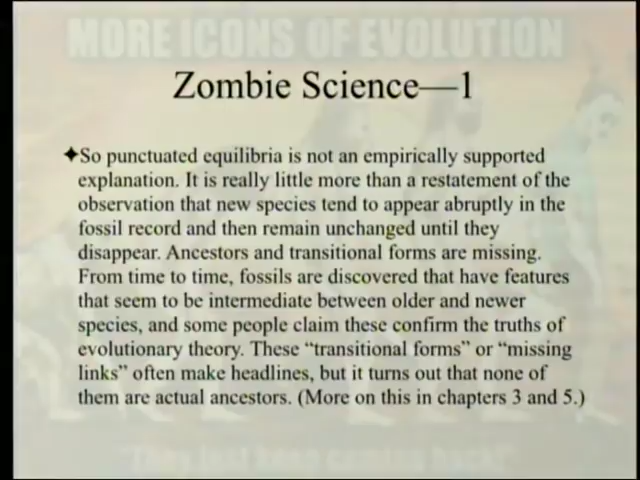 MORE ICONS OF EVOLUTION
Zombie Science—1
✦So punctuated equilibria is not an empirically supported
explanation. It is really little more than a restatement of the
observation that new species tend to appear abruptly in the
fossil record and then remain unchanged until they
disappear. Ancestors and transitional forms are missing.
From time to time, fossils are discovered that have features
that seem to be intermediate between older and newer
species, and some people claim these confirm the truths of
evolutionary theory. These “transitional forms” or “missing
links” often make headlines, but it turns out that none of
them are actual ancestors. (More on this in chapters 3 and 5.)
"They just keep coming back!"